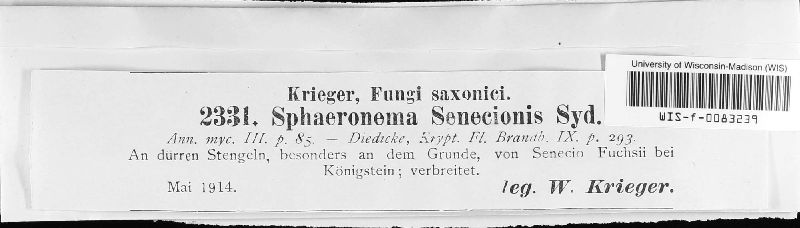 University of Wisconsin-Madison (WIS)
WIS-f-0083239
Krieger, Fungi saxonici.
2331. Sphaeronema Senecionis Syd.
Ann. myc. III. p. 85. — Diedicke, Krypt. Fl. Brandb. IX. p. 293.
An dürren Stengeln, besonders an dem Grunde, von Senecio Fuchsii bei
Königstein; verbreitet.
Mai 1914.
leg. W. Krieger.